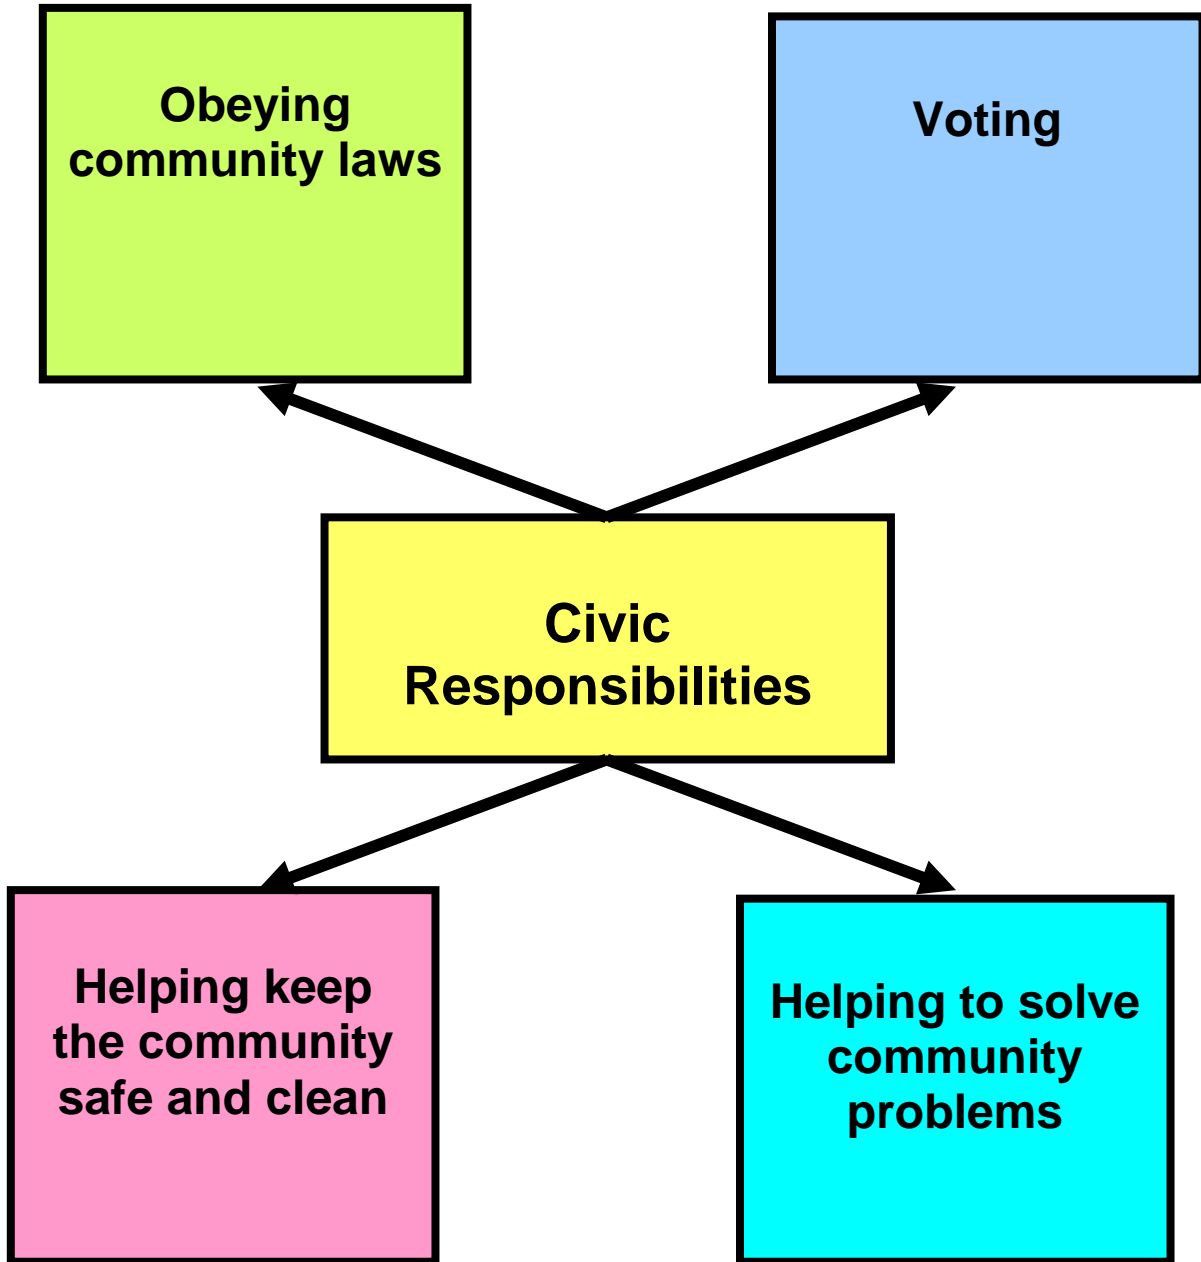 Obeying
community laws
Voting
Civic
Responsibilities
Helping keep
the community
safe and clean
Helping to solve
community
problems